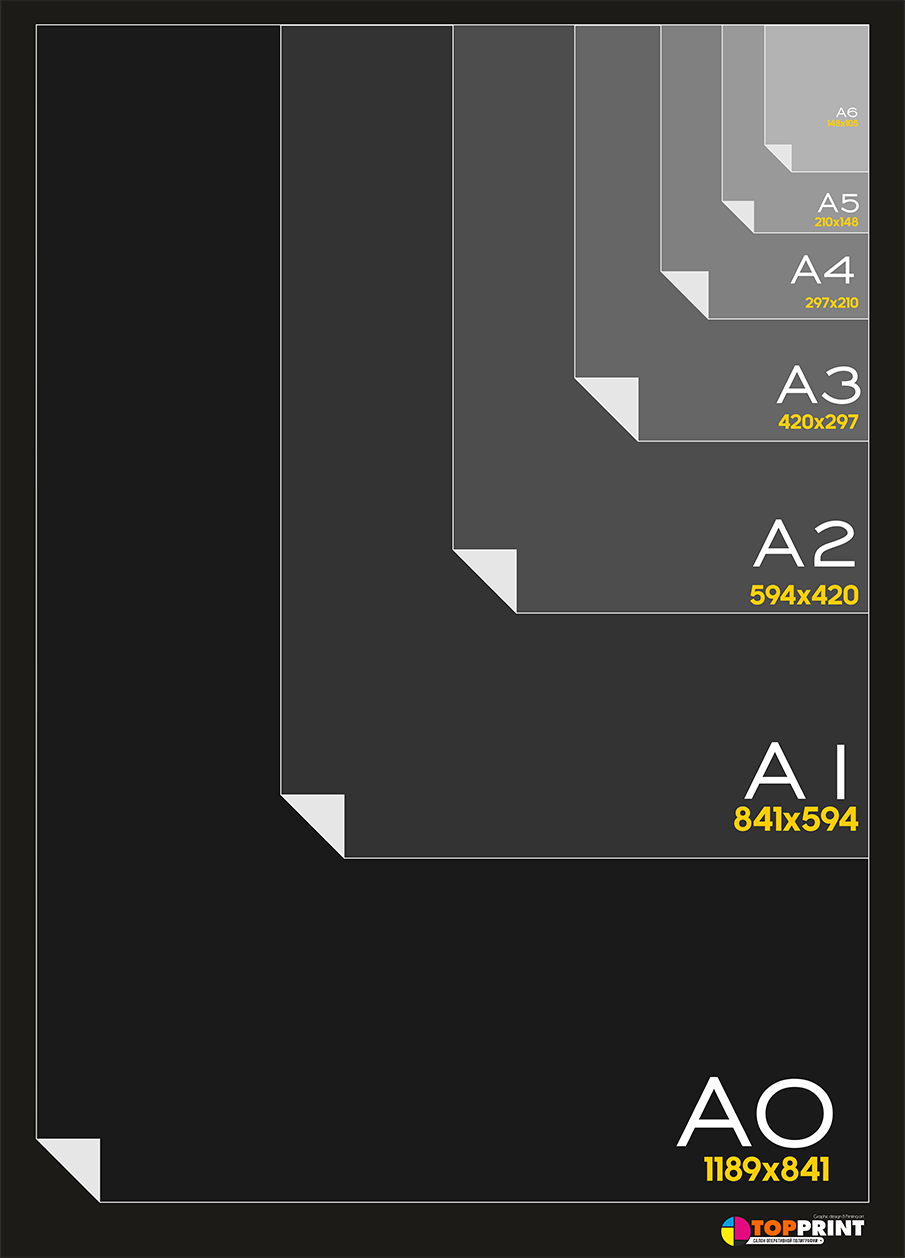 A6
148x105
A5
210x148
A4
297x210
A3
420x297
A2
594x420
A1
841x594
A0
1189x841
Graphic design & Printing art
TOPPRINT
САЛОН ОПЕРАТИВНОЙ ПОЛИГРАФИИ